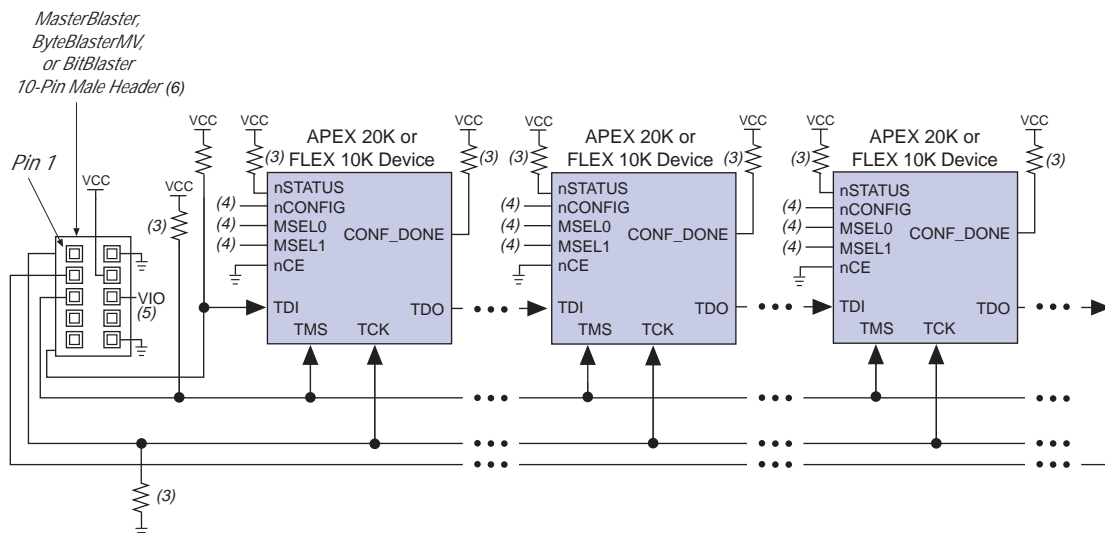 MasterBlaster,
ByteBlasterMV,
or BitBlaster
10-Pin Male Header (6)
Pin 1
VCC
VCC
(3)
VIO
(5)
(3)
VCC
VCC
(3)
APEX 20K or
FLEX 10K Device
VCC
(3)
nSTATUS
(4) nCONFIG
(4) MSEL0
(4) MSEL1
nCE
CONF_DONE
TDI
TDO
TMS TCK
VCC
(3)
APEX 20K or
FLEX 10K Device
VCC
(3)
nSTATUS
(4) nCONFIG
(4) MSEL0
(4) MSEL1
nCE
CONF_DONE
TDI
TDO
TMS TCK
VCC
(3)
APEX 20K or
FLEX 10K Device
VCC
(3)
nSTATUS
(4) nCONFIG
(4) MSEL0
(4) MSEL1
nCE
CONF_DONE
TDI
TDO
TMS TCK